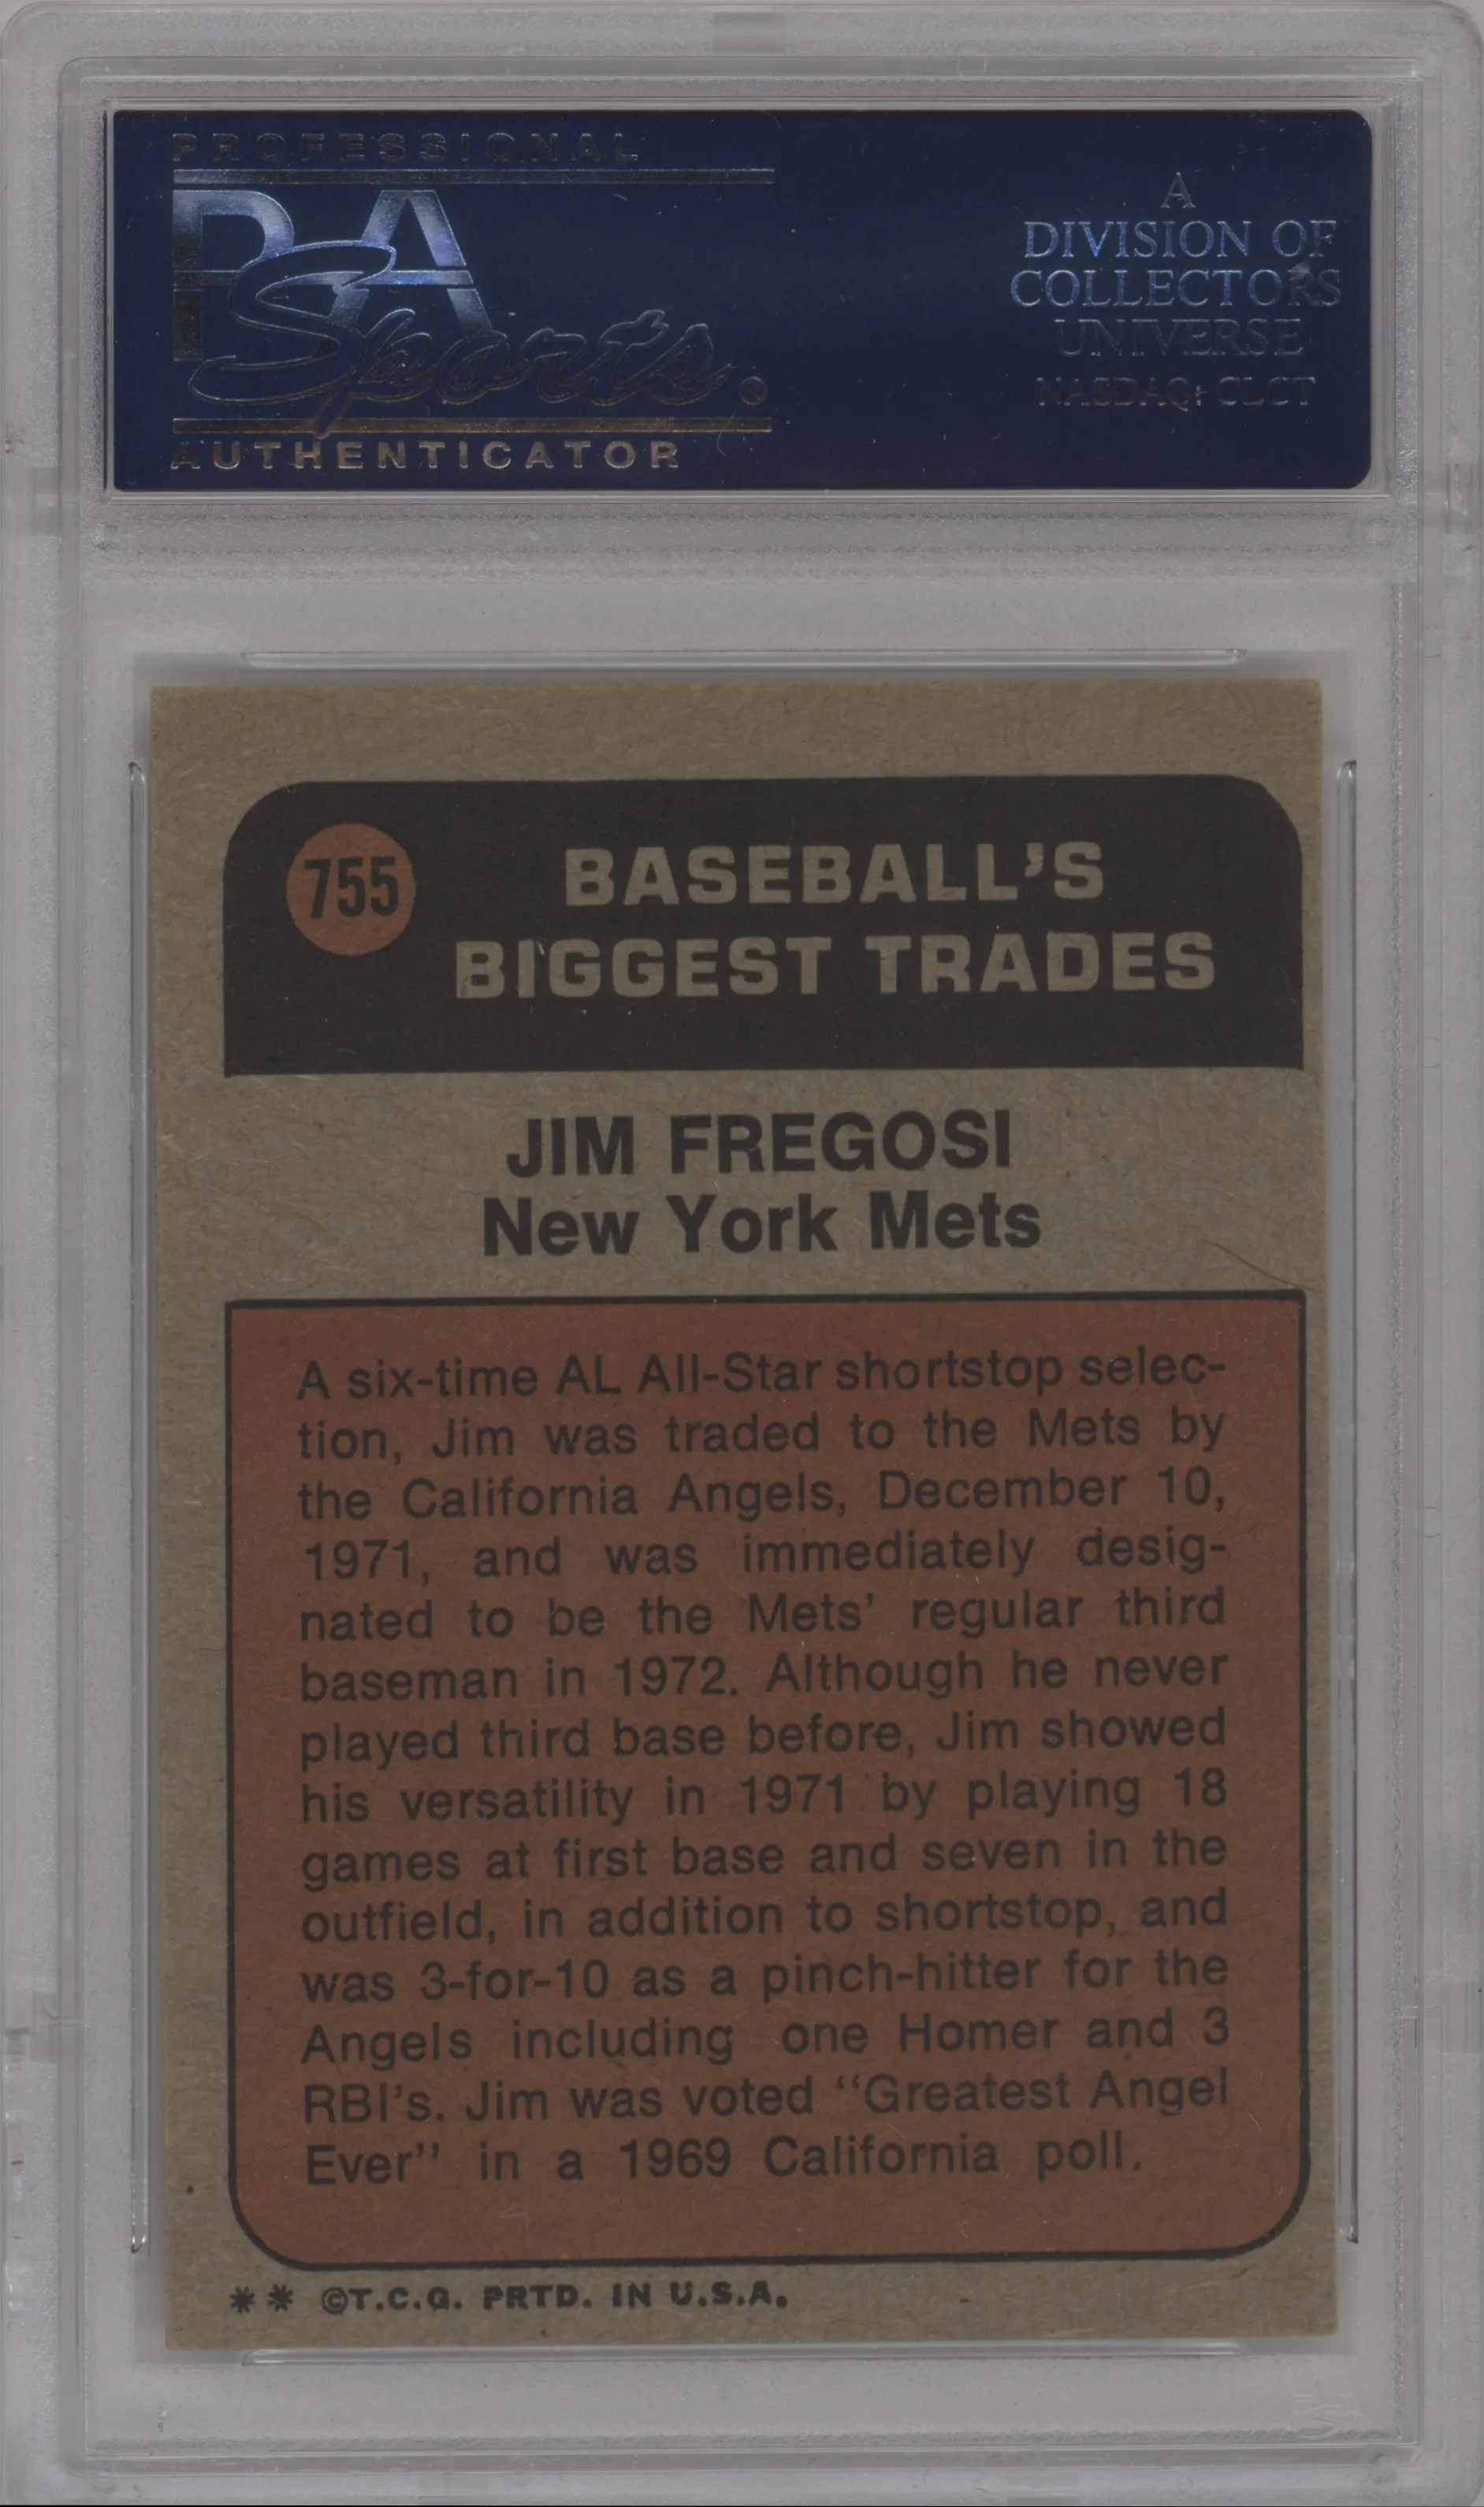 PROFESSIONAL
PSA
Sports®
AUTHENTICATOR
A
DIVISION OF
COLLECTORS
UNIVERSE
NASDAQ: CLCT
755
BASEBALL'S
BIGGEST TRADES
JIM FREGOSI
New York Mets
A six-time AL All-Star shortstop selec-
tion, Jim was traded to the Mets by
the California Angels, December 10,
1971, and was immediately desig-
nated to be the Mets' regular third
baseman in 1972. Although he never
played third base before, Jim showed
his versatility in 1971 by playing 18
games at first base and seven in the
outfield, in addition to shortstop, and
was 3-for-10 as a pinch-hitter for the
Angels including one Homer and 3
RBI's. Jim was voted "Greatest Angel
Ever" in a 1969 California poll.
** ©T.C.G. PRTD. IN U.S.A.